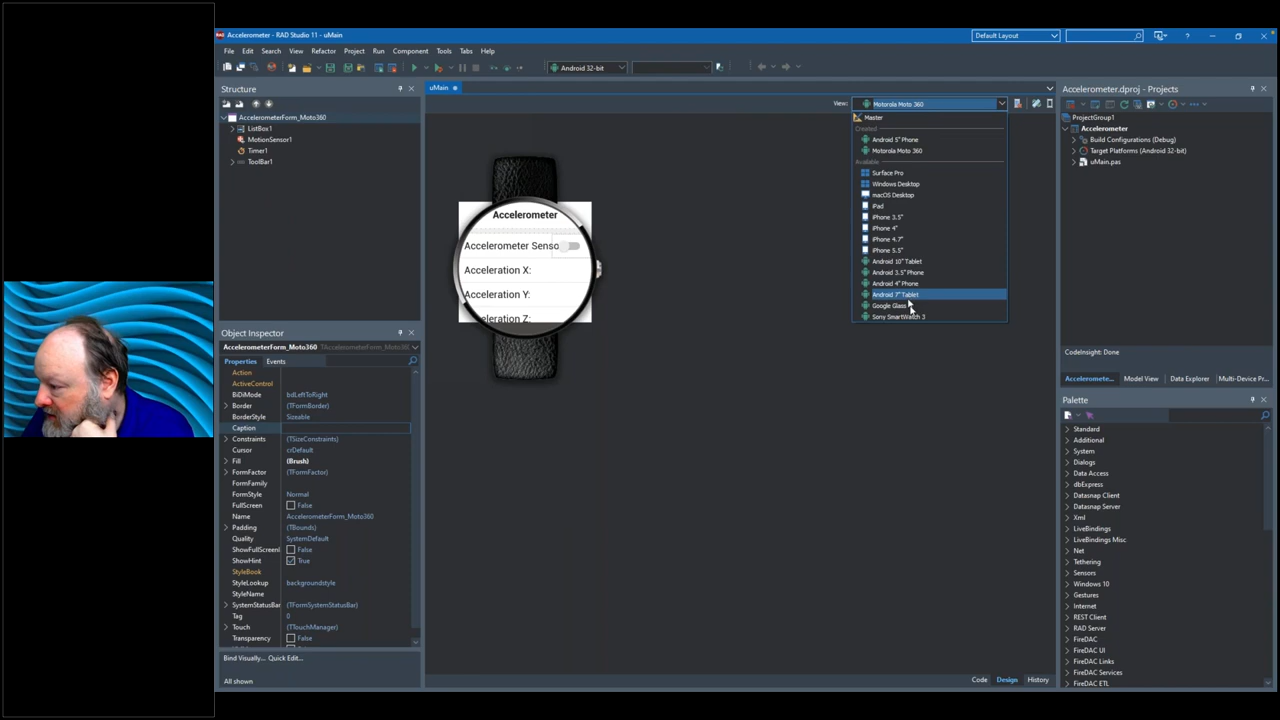 Accelerometer - RAD Studio 11 - uMain
Default Layout
File Edit Search View Refactor Project Run Component Tools Tabs Help
Android 32-bit
Structure
AccelerometerForm_Moto360
ListBox1
MotionSensor1
Timer1
ToolBar1
Object Inspector
AccelerometerForm_Moto360 TAccelerometerForm_Moto360
Properties Events
Action
ActiveControl
BiDiMode bdLeftToRight
Border (TFormBorder)
BorderStyle Sizeable
Caption
Constraints (TSizeConstraints)
Cursor crDefault
Fill (Brush)
FormFactor (TFormFactor)
FormFamily
FormStyle Normal
FullScreen False
Name AccelerometerForm_Moto360
Padding (TBounds)
Quality SystemDefault
ShowFullScreenI False
ShowHint True
StyleBook
StyleLookup backgroundstyle
StyleName
SystemStatusBar (TFormSystemStatusBar)
Tag 0
Touch (TTouchManager)
Transparency False
Bind Visually... Quick Edit...
All shown
uMain
View: Motorola Moto 360
Master
Created
Android 5" Phone
Motorola Moto 360
Available
Surface Pro
Windows Desktop
macOS Desktop
iPad
iPhone 3.5"
iPhone 4"
iPhone 4.7"
iPhone 5.5"
Android 10" Tablet
Android 3.5" Phone
Android 4" Phone
Android 7" Tablet
Google Glass
Sony SmartWatch 3
Accelerometer
Accelerometer Senso
Acceleration X:
Acceleration Y:
Acceleration Z:
Code Design History
Accelerometer.dproj - Projects
ProjectGroup1
Accelerometer
Build Configurations (Debug)
Target Platforms (Android 32-bit)
uMain.pas
CodeInsight: Done
Acceleromete... Model View Data Explorer Multi-Device Pr...
Palette
Standard
Additional
System
Dialogs
Data Access
dbExpress
Datasnap Client
Datasnap Server
Xml
LiveBindings
LiveBindings Misc
Net
Tethering
Sensors
Windows 10
Gestures
Internet
REST Client
RAD Server
FireDAC
FireDAC UI
FireDAC Links
FireDAC Services
FireDAC ETL